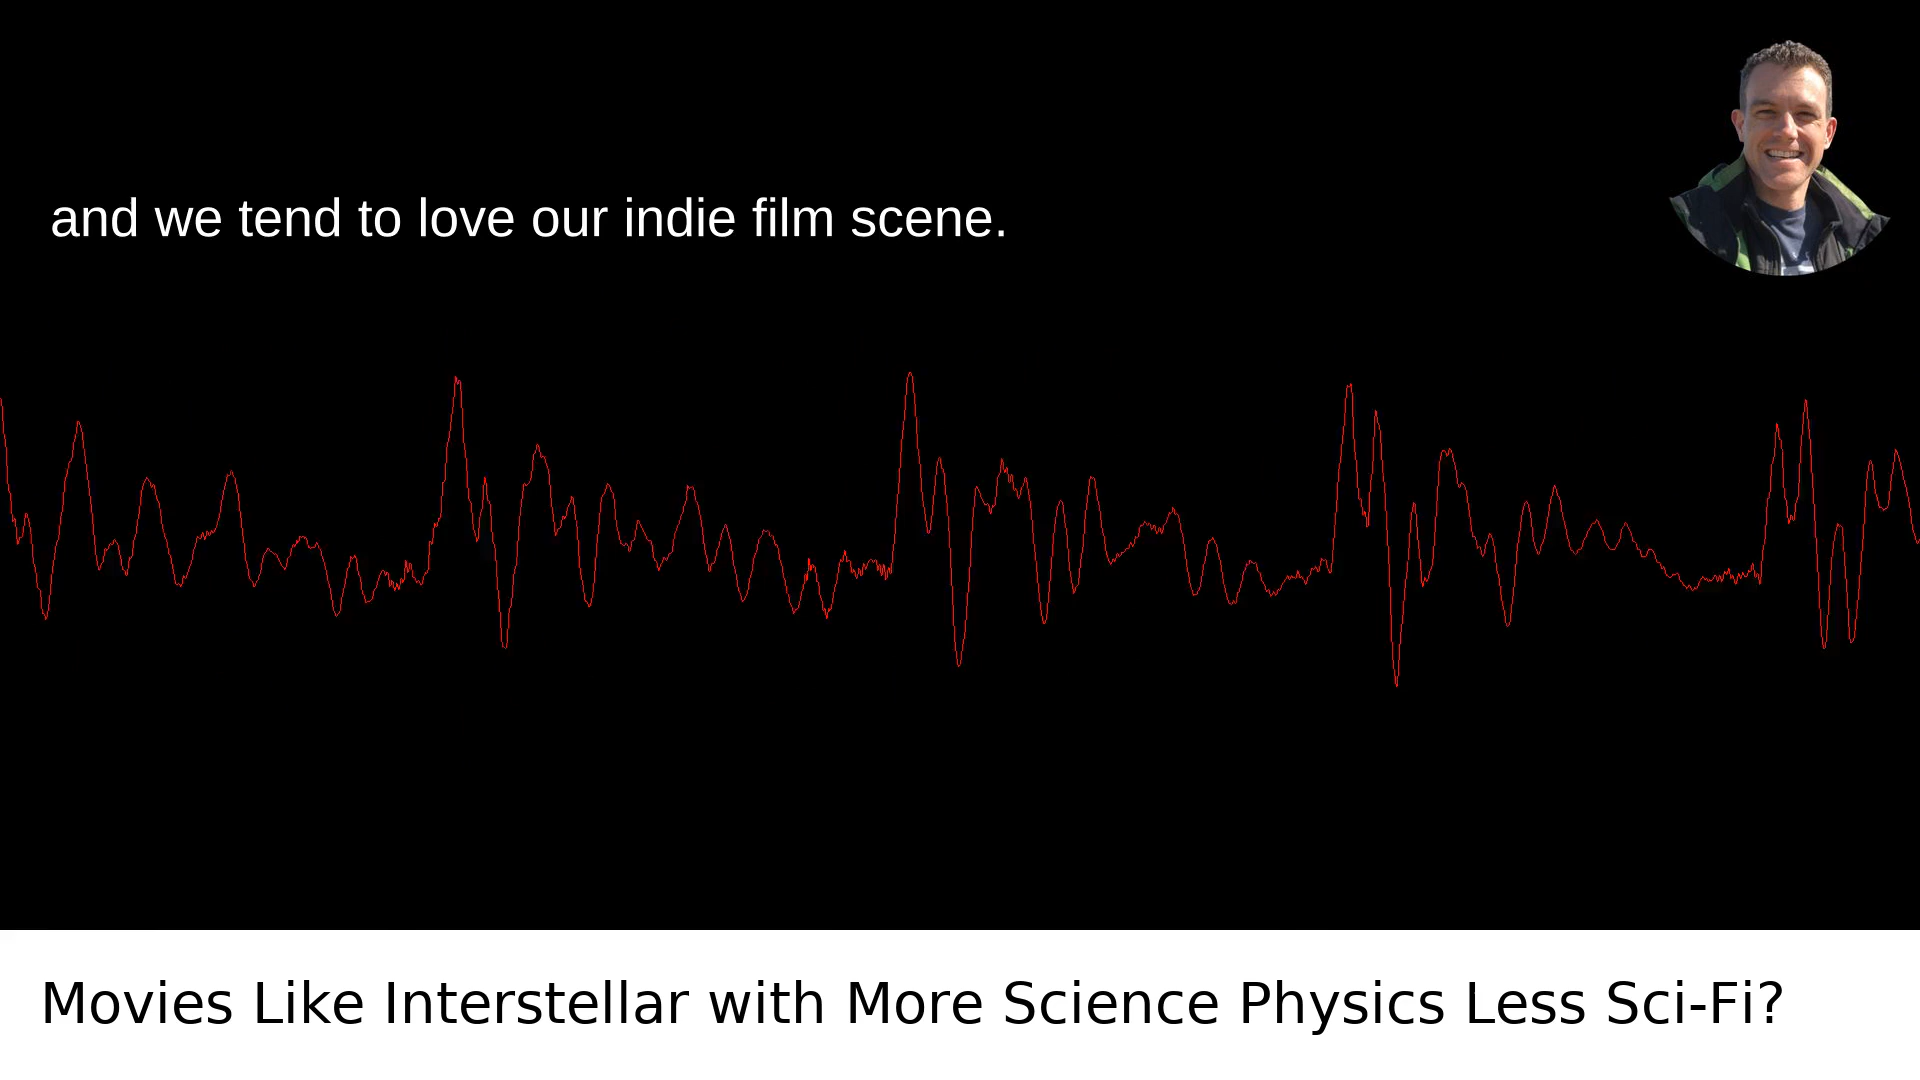 and we tend to love our indie film scene.
Movies Like Interstellar with More Science Physics Less Sci-Fi?